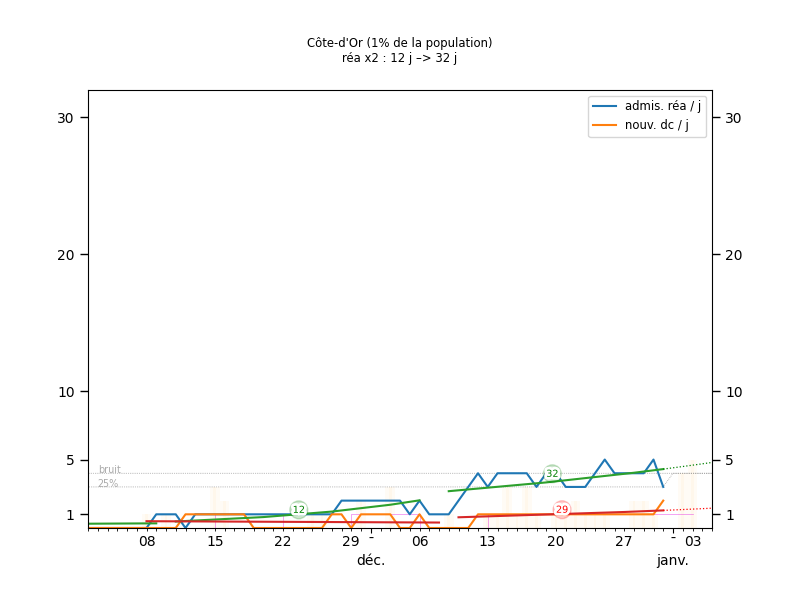 Côte-d'Or (1% de la population)
réa x2 : 12 j –> 32 j
admis. réa / j
nouv. dc / j
30 30
20 20
10 10
bruit
5 5
25%
1 1
12 32 29
08 15 22 29 - 06 13 20 27 - 03
déc. janv.